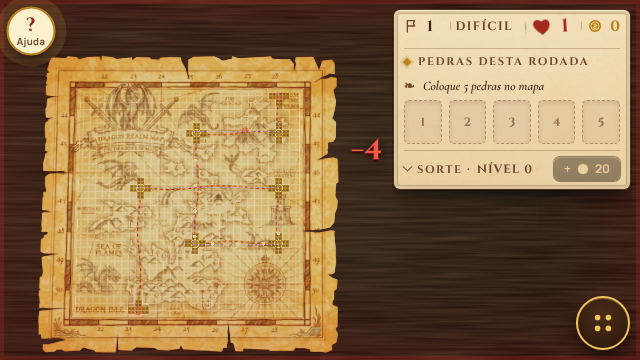 ?
Ajuda
1 DIFÍCIL 1 0
PEDRAS DESTA RODADA
Coloque 5 pedras no mapa
1 2 3 4 5
SORTE · NÍVEL 0
+ 20
-4
DRAGON REALM
SEA OF
FLAMES
DRAGON ISLE